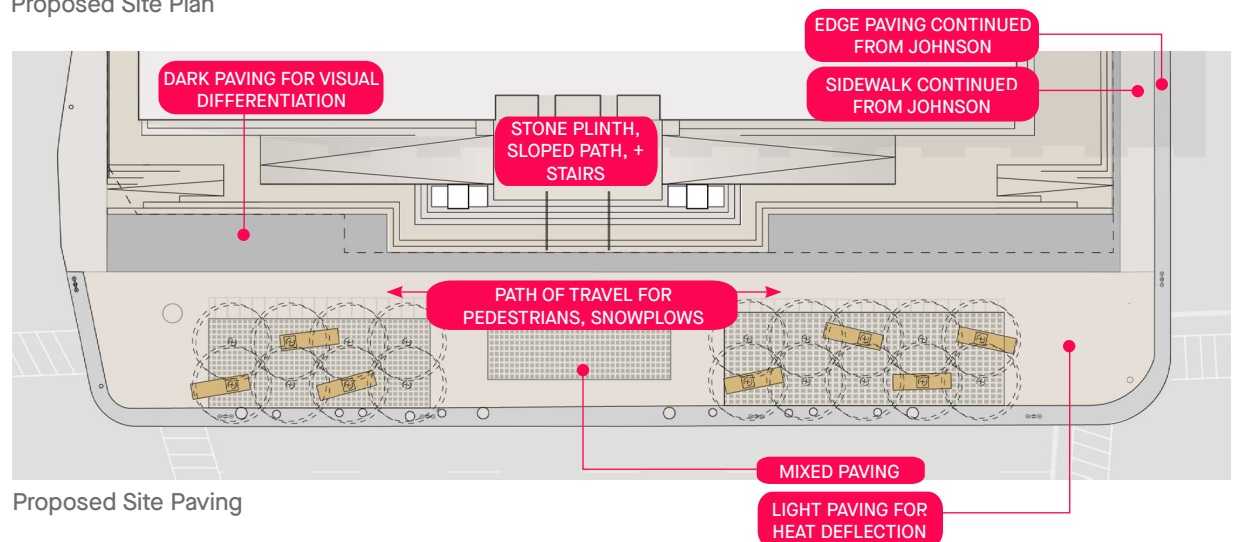 Proposed Site Plan
EDGE PAVING CONTINUED
FROM JOHNSON
DARK PAVING FOR VISUAL
DIFFERENTIATION
SIDEWALK CONTINUED
FROM JOHNSON
STONE PLINTH,
SLOPED PATH, +
STAIRS
PATH OF TRAVEL FOR
PEDESTRIANS, SNOWPLOWS
MIXED PAVING
Proposed Site Paving
LIGHT PAVING FOR
HEAT DEFLECTION